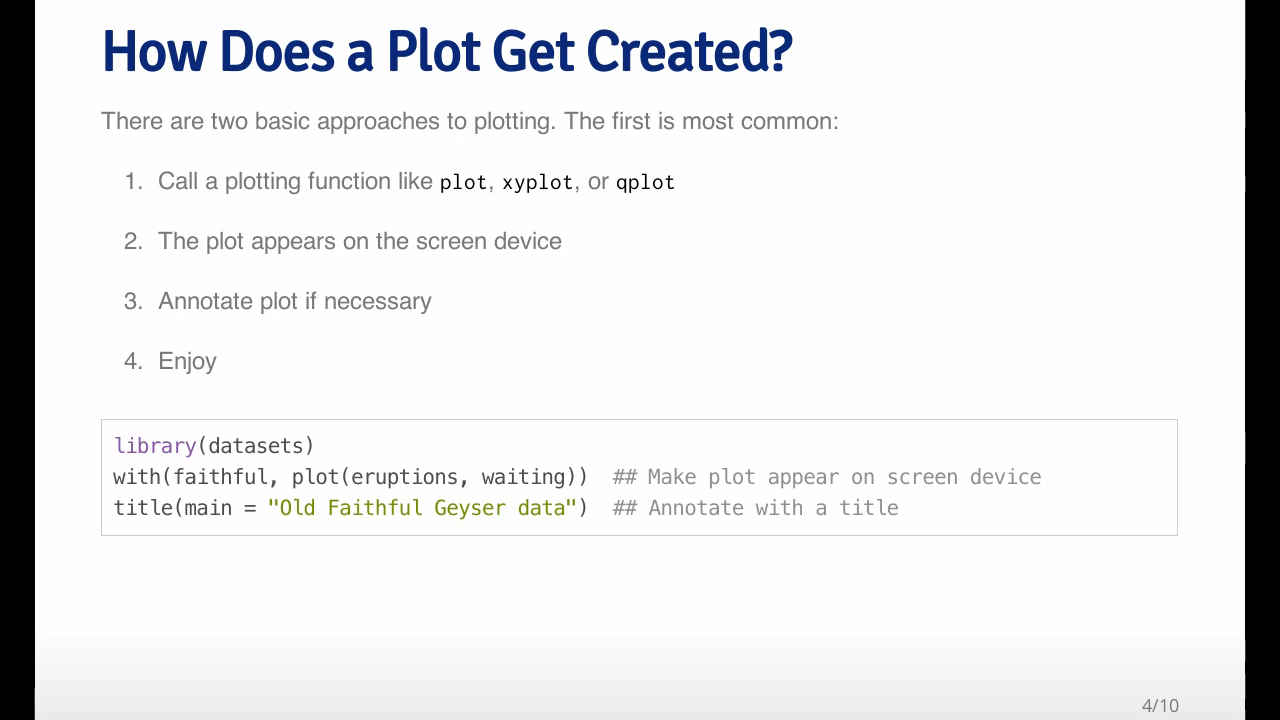 How Does a Plot Get Created?
There are two basic approaches to plotting. The first is most common:
1. Call a plotting function like plot, xyplot, or qplot
2. The plot appears on the screen device
3. Annotate plot if necessary
4. Enjoy
library(datasets)
with(faithful, plot(eruptions, waiting))  ## Make plot appear on screen device
title(main = "Old Faithful Geyser data")  ## Annotate with a title
4/10